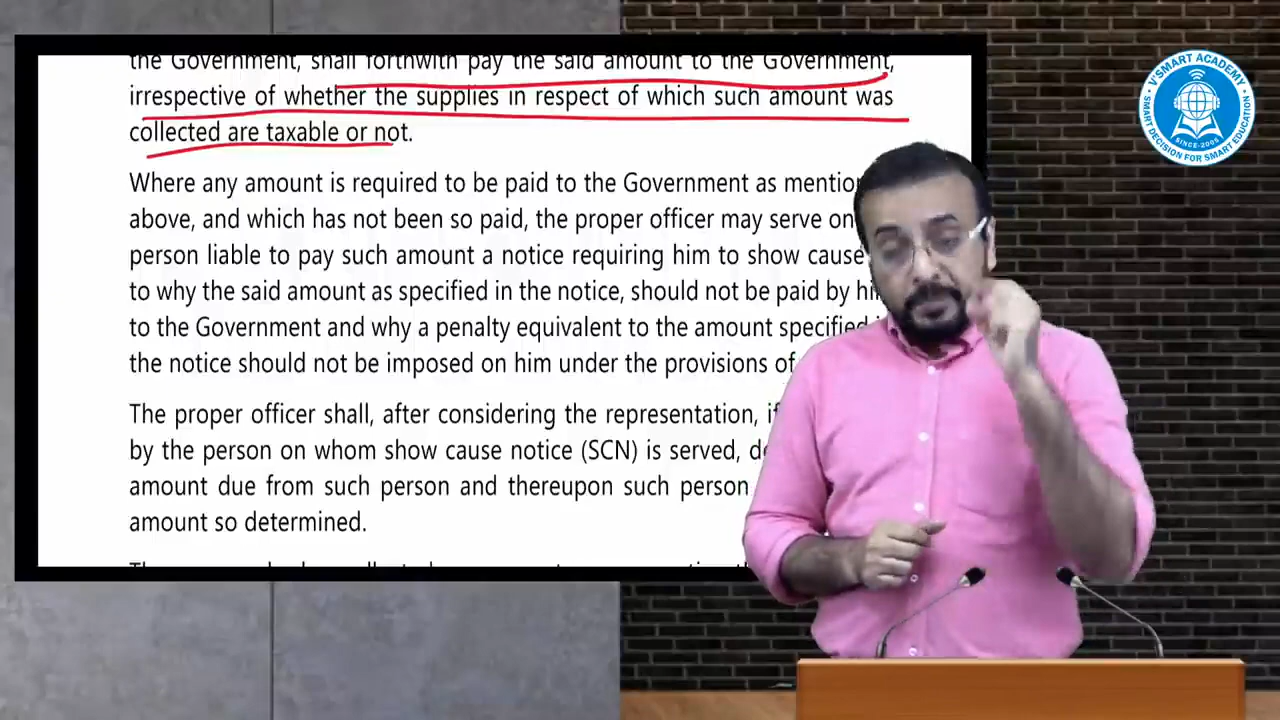 the Government, shall forthwith pay the said amount to the Government,
irrespective of whether the supplies in respect of which such amount was
collected are taxable or not.
Where any amount is required to be paid to the Government as
above, and which has not been so paid, the proper officer may serve on
person liable to pay such amount a notice requiring him to show cause
to why the said amount as specified in the notice, should not be paid by
to the Government and why a penalty equivalent to the amount specified
the notice should not be imposed on him under the provisions of
The proper officer shall, after considering the representation,
by the person on whom show cause notice (SCN) is served,
amount due from such person and thereupon such person
amount so determined.
V'SMART ACADEMY
SINCE-2005
SMART DECISION FOR SMART EDUCATION